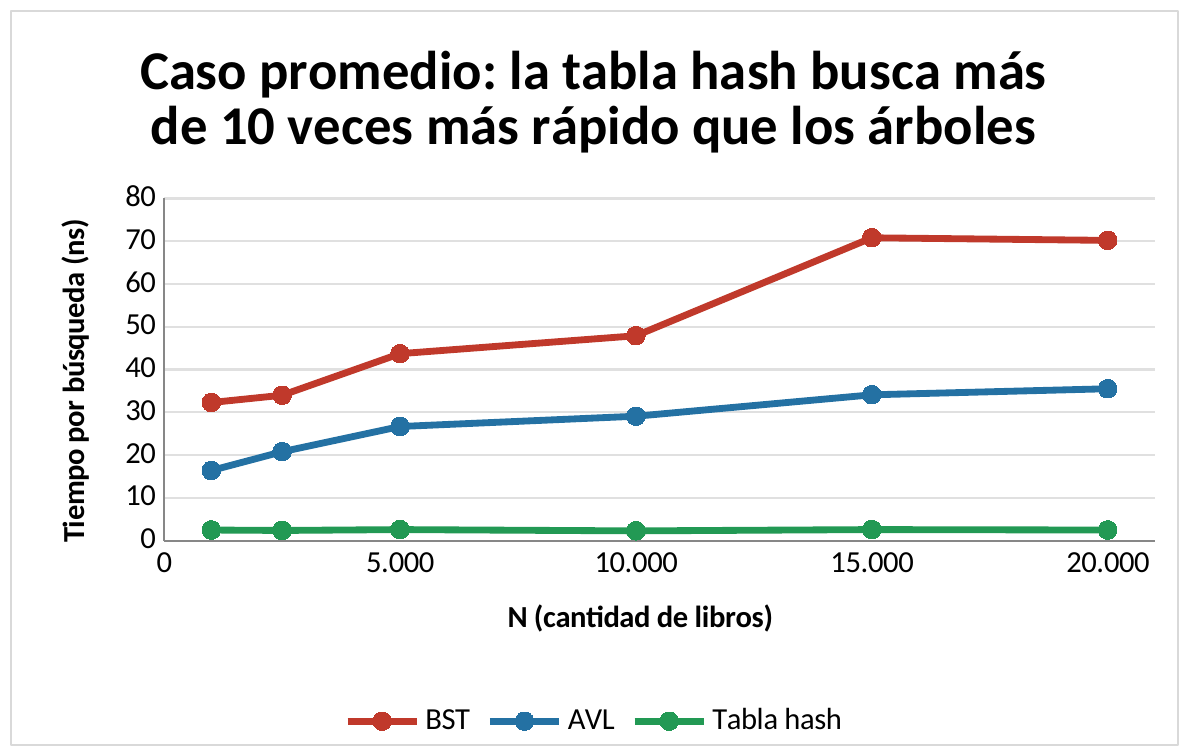 Caso promedio: la tabla hash busca más
de 10 veces más rápido que los árboles
Tiempo por búsqueda (ns)
80
70
60
50
40
30
20
10
0
0 5.000 10.000 15.000 20.000
N (cantidad de libros)
BST AVL Tabla hash